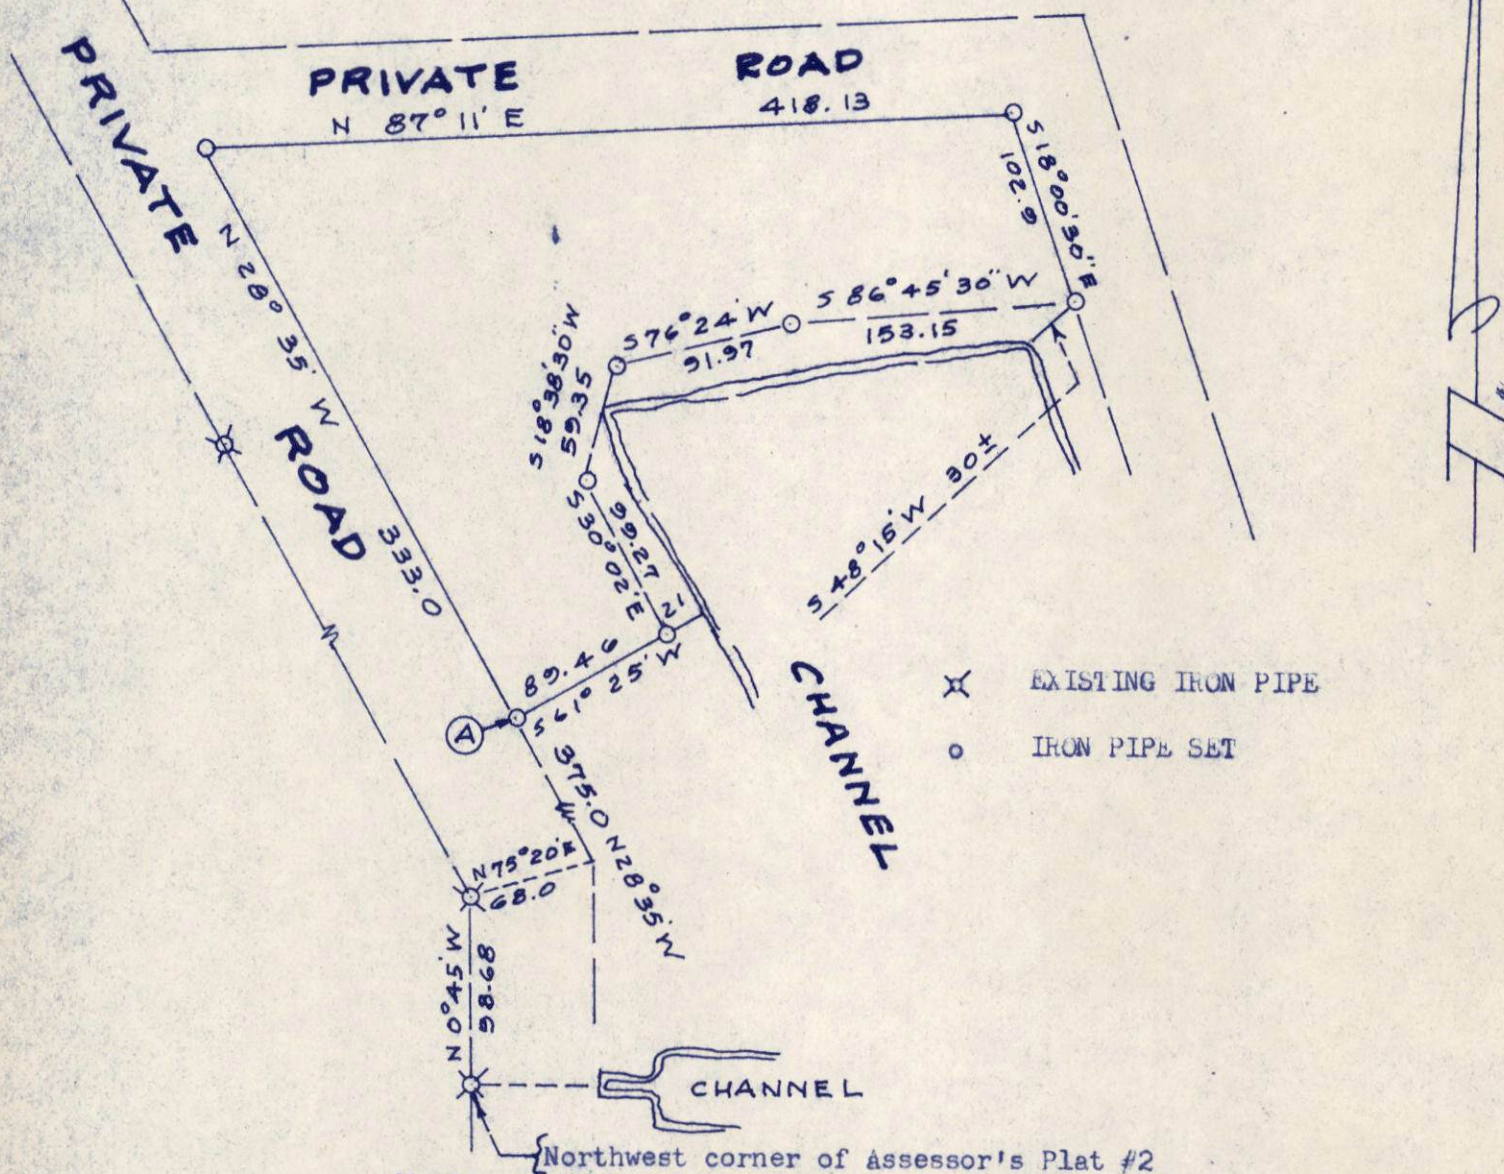 PRIVATE ROAD
N 87° 11' E 418.13
PRIVATE ROAD
N 28° 35' W 333.0
S 18° 00' 30" E
102.9
S 86° 45' 30" W
153.15
S 76° 24' W
91.97
S 18° 38' 30" W
59.35
99.27
S 30° 02' E
S 48° 15' W 30±
89.46 21
S 61° 25' W
A
CHANNEL
EXISTING IRON PIPE
IRON PIPE SET
375.0 N 28° 35' W
N 75° 20' E
68.0
N 0° 45' W
98.68
CHANNEL
Northwest corner of Assessor's Plat #2